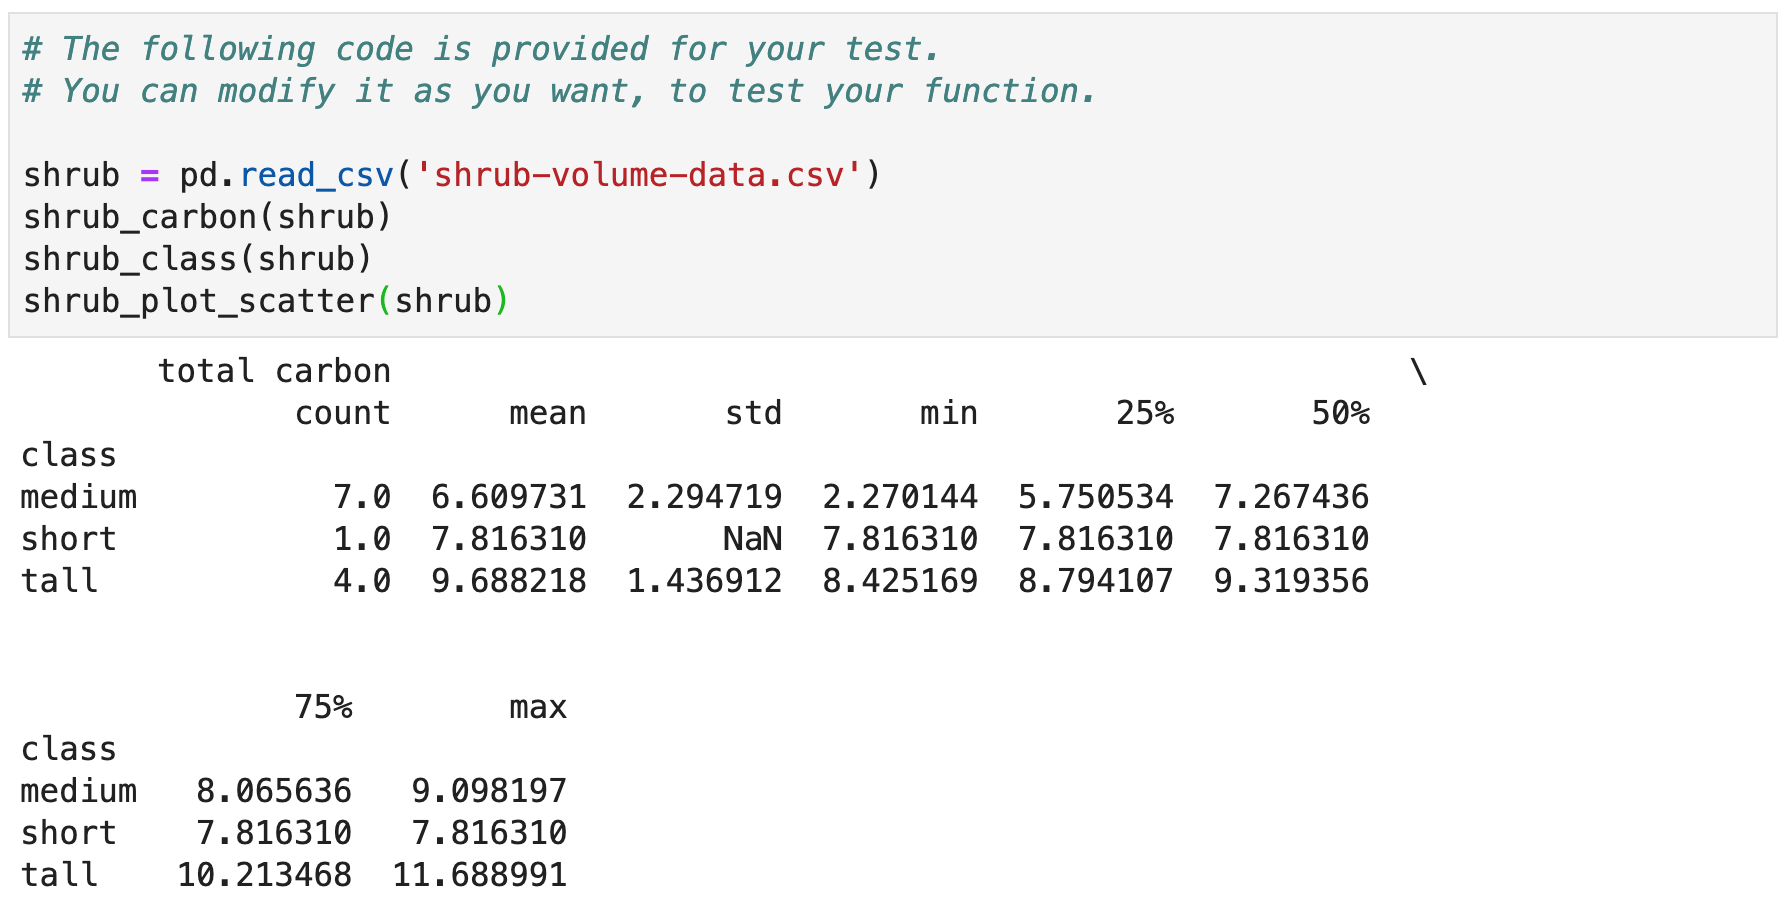 # The following code is provided for your test.
# You can modify it as you want, to test your function.
shrub = pd.read_csv('shrub-volume-data.csv')
shrub_carbon(shrub)
shrub_class(shrub)
shrub_plot_scatter(shrub)
total carbon \
count mean std min 25% 50%
class
medium 7.0 6.609731 2.294719 2.270144 5.750534 7.267436
short 1.0 7.816310 NaN 7.816310 7.816310 7.816310
tall 4.0 9.688218 1.436912 8.425169 8.794107 9.319356
75% max
class
medium 8.065636 9.098197
short 7.816310 7.816310
tall 10.213468 11.688991